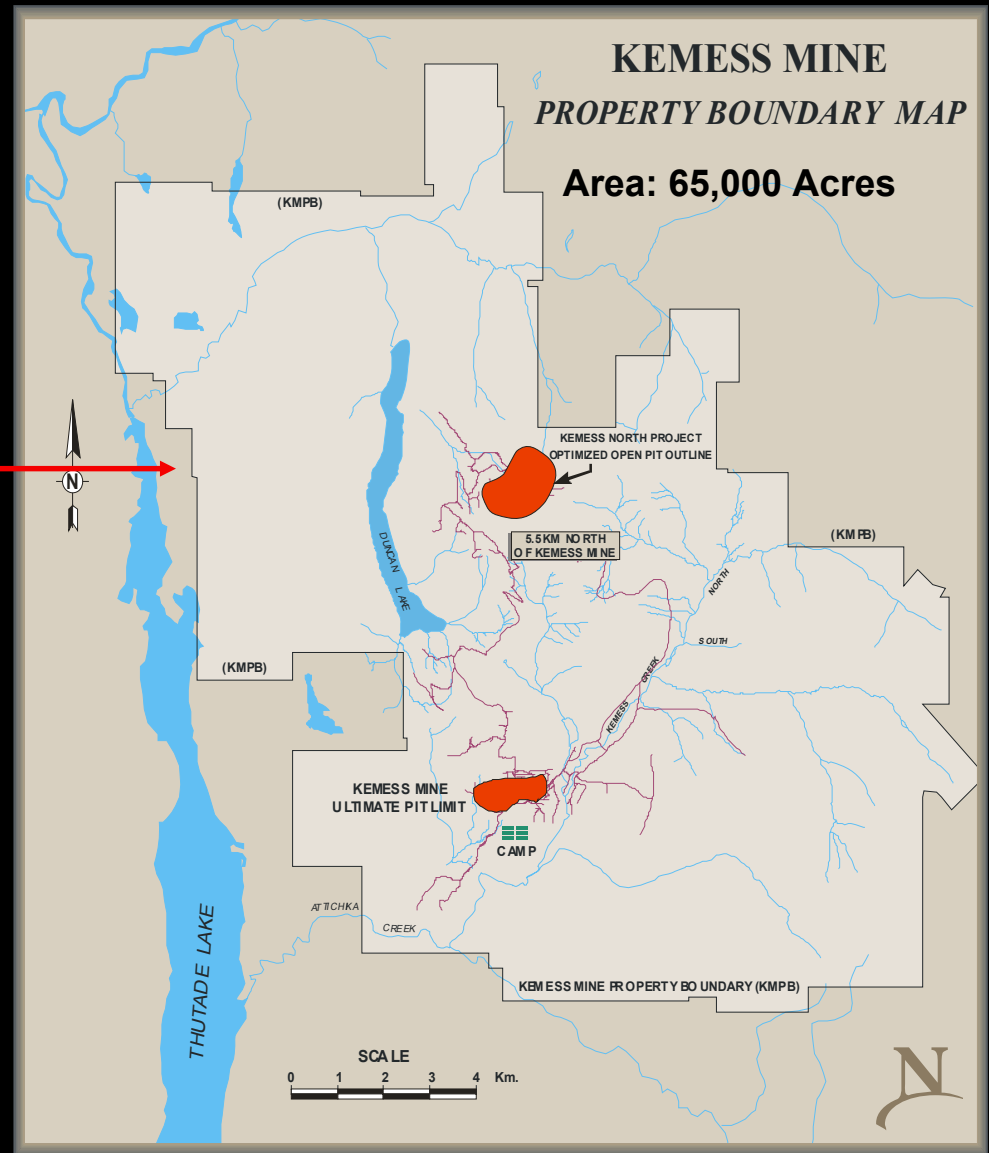 KEMESS MINE
PROPERTY BOUNDARY MAP
Area: 65,000 Acres
(KMPB)
KEMESS NORTH PROJECT
OPTIMIZED OPEN PIT OUTLINE
N
5.5 KM NORTH
OF KEMESS MINE
(KMPB)
DUNCAN LAKE
NORTH
SOUTH
(KMPB)
KEMESS CREEK
KEMESS MINE
ULTIMATE PIT LIMIT
CAMP
ATTICHKA
CREEK
THUTADE LAKE
KEMESS MINE PROPERTY BOUNDARY (KMPB)
SCALE
0 1 2 3 4 Km.
N